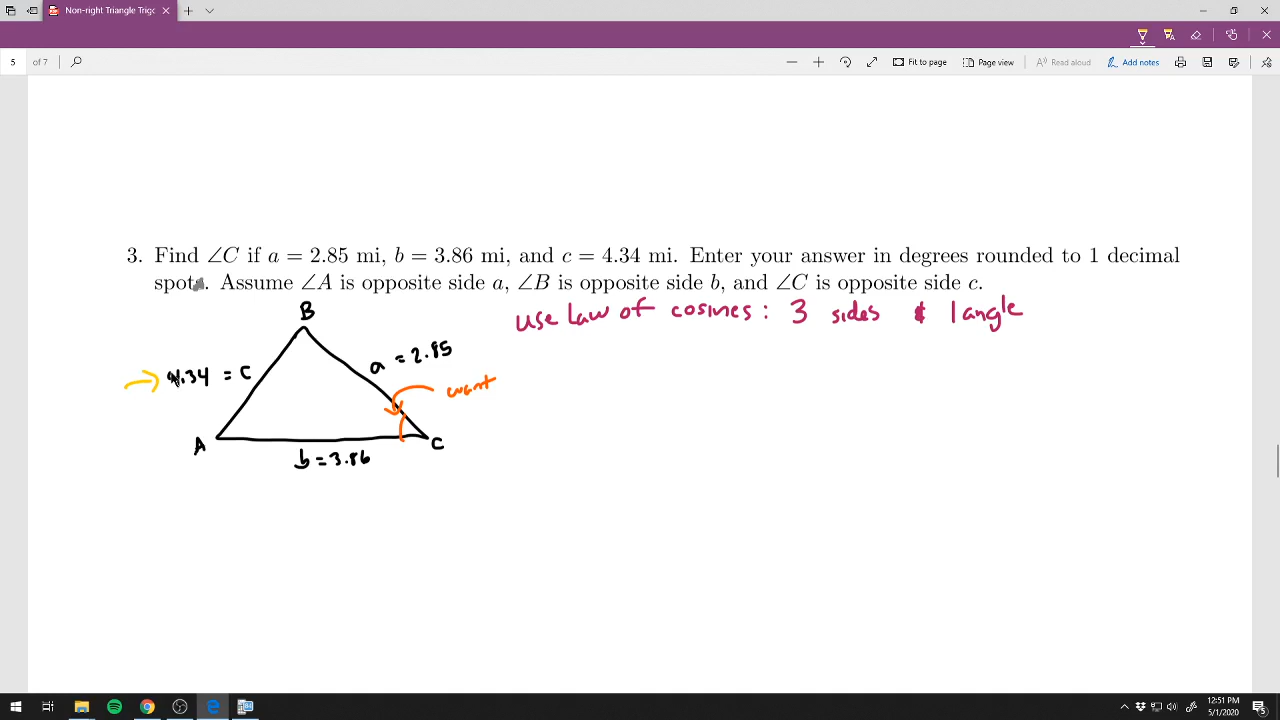 Non-right Triangle Trigo
5 of 7 Fit to page Page view Read aloud Add notes
3. Find ∠C if a = 2.85 mi, b = 3.86 mi, and c = 4.34 mi. Enter your answer in degrees rounded to 1 decimal
spots. Assume ∠A is opposite side a, ∠B is opposite side b, and ∠C is opposite side c.
B
use Law of cosines : 3 sides & 1 angle
a = 2.85
4.34 = c
want
A
C
b = 3.86
12:51 PM
5/1/2020